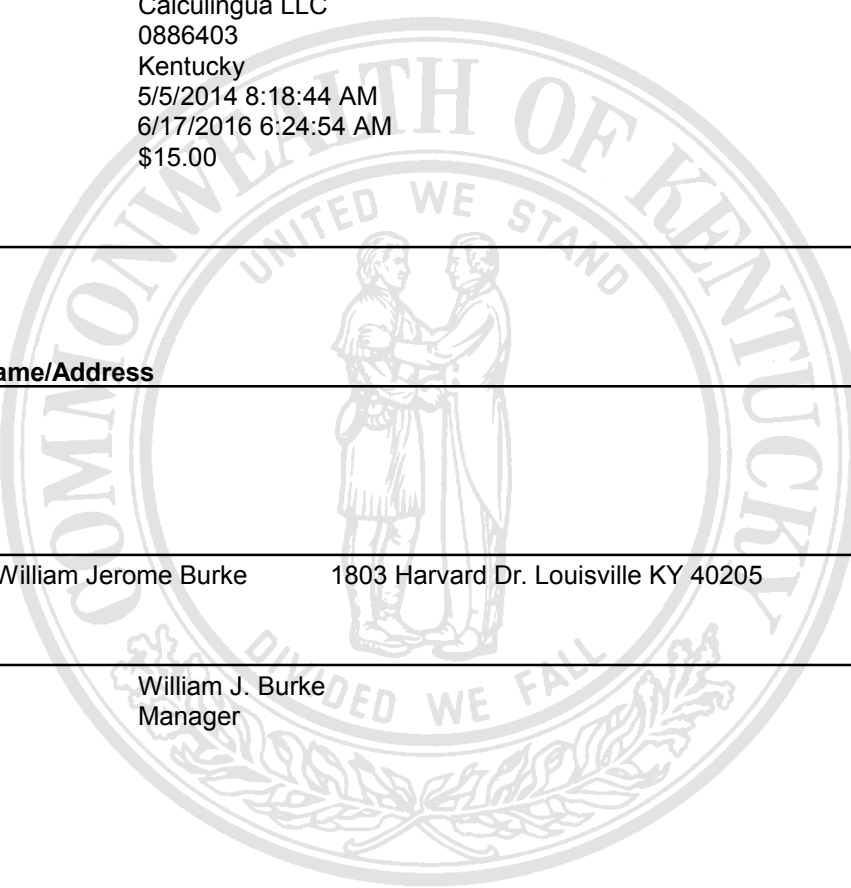 Calculingua LLC
0886403
Kentucky
5/5/2014 8:18:44 AM
6/17/2016 6:24:54 AM
$15.00
COMMONWEALTH OF KENTUCKY
UNITED WE STAND
ame/Address
William Jerome Burke 1803 Harvard Dr. Louisville KY 40205
DIVIDED WE FALL
William J. Burke
Manager